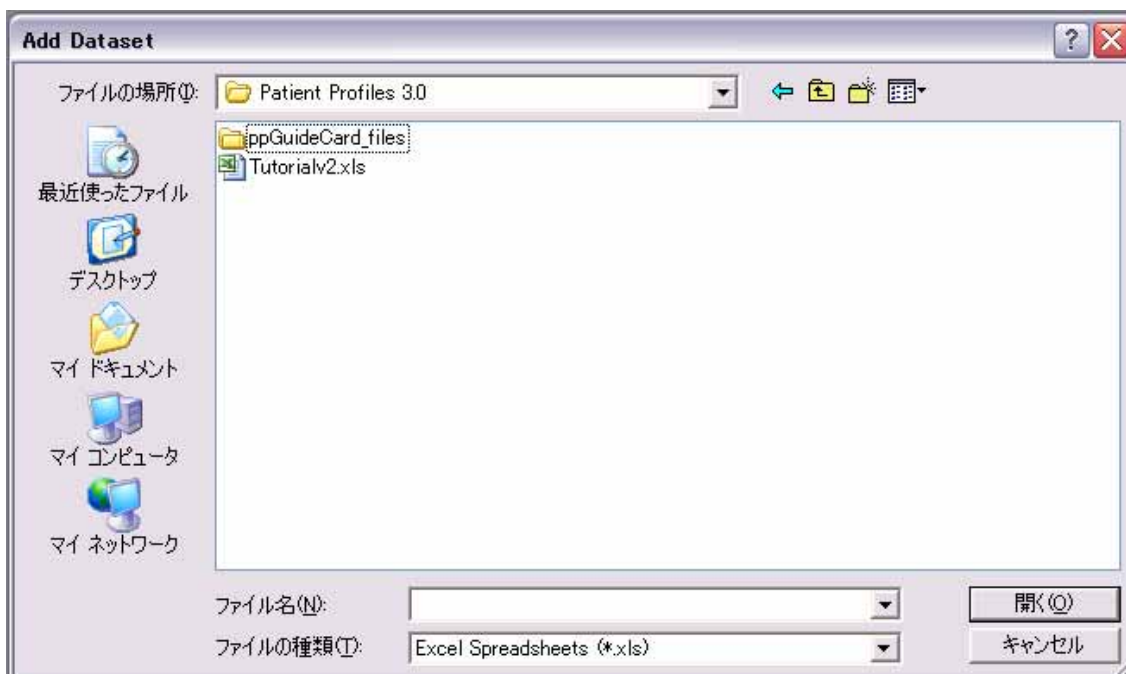 Add Dataset
ファイルの場所(I):
Patient Profiles 3.0
ppGuideCard_files
Tutorialv2.xls
最近使ったファイル
デスクトップ
マイ ドキュメント
マイ コンピュータ
マイ ネットワーク
ファイル名(N):
開く(O)
ファイルの種類(T):
Excel Spreadsheets (*.xls)
キャンセル